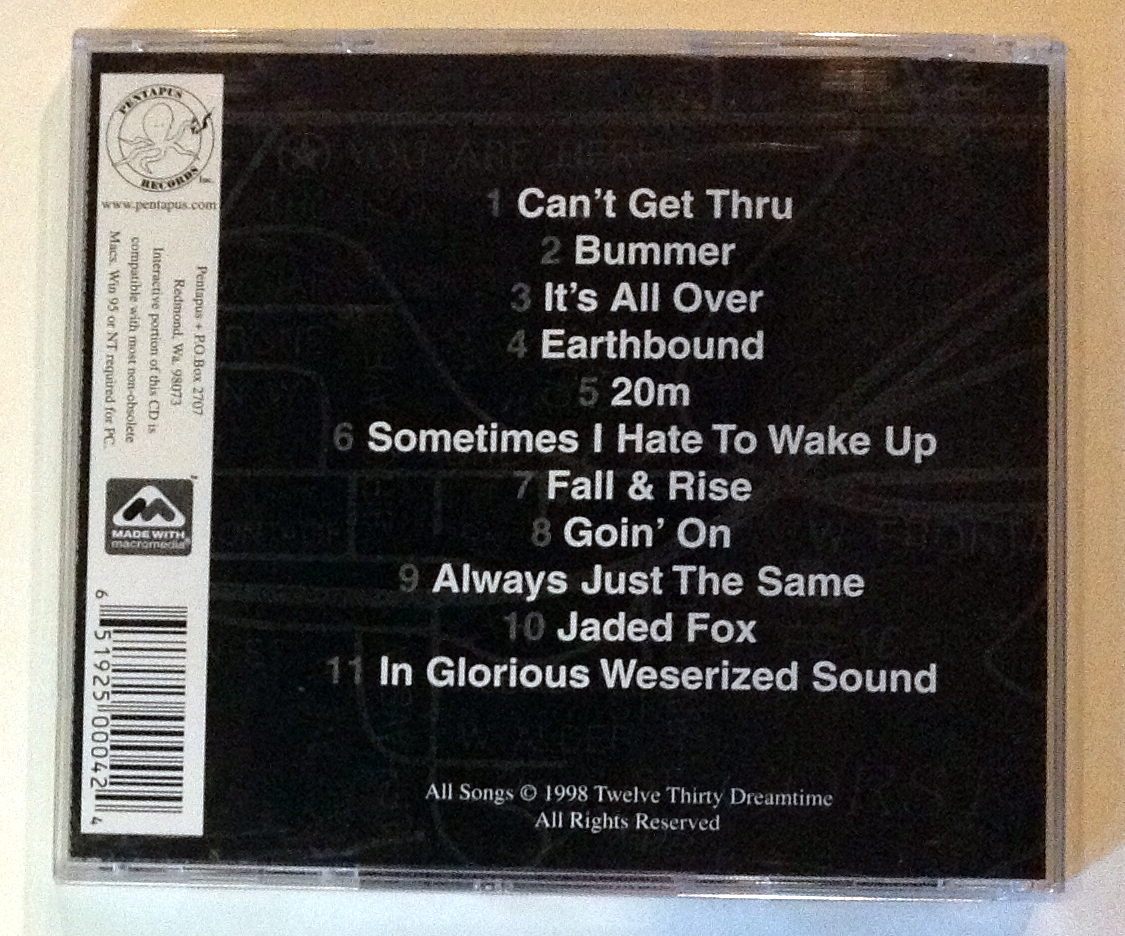 PENTAPUS
RECORDS
Inc.
www.pentapus.com
Pentapus + P.O.Box 2707
Redmond, Wa. 98073
Interactive portion of this CD is
compatible with most non-obsolete
Macs. Win 95 or NT required for PC.
MADE WITH
macromedia®
6 51925 00042 4
YOU ARE HERE
1 Can't Get Thru
2 Bummer
3 It's All Over
4 Earthbound
5 20m
6 Sometimes I Hate To Wake Up
7 Fall & Rise
8 Goin' On
9 Always Just The Same
10 Jaded Fox
11 In Glorious Weserized Sound
All Songs © 1998 Twelve Thirty Dreamtime
All Rights Reserved